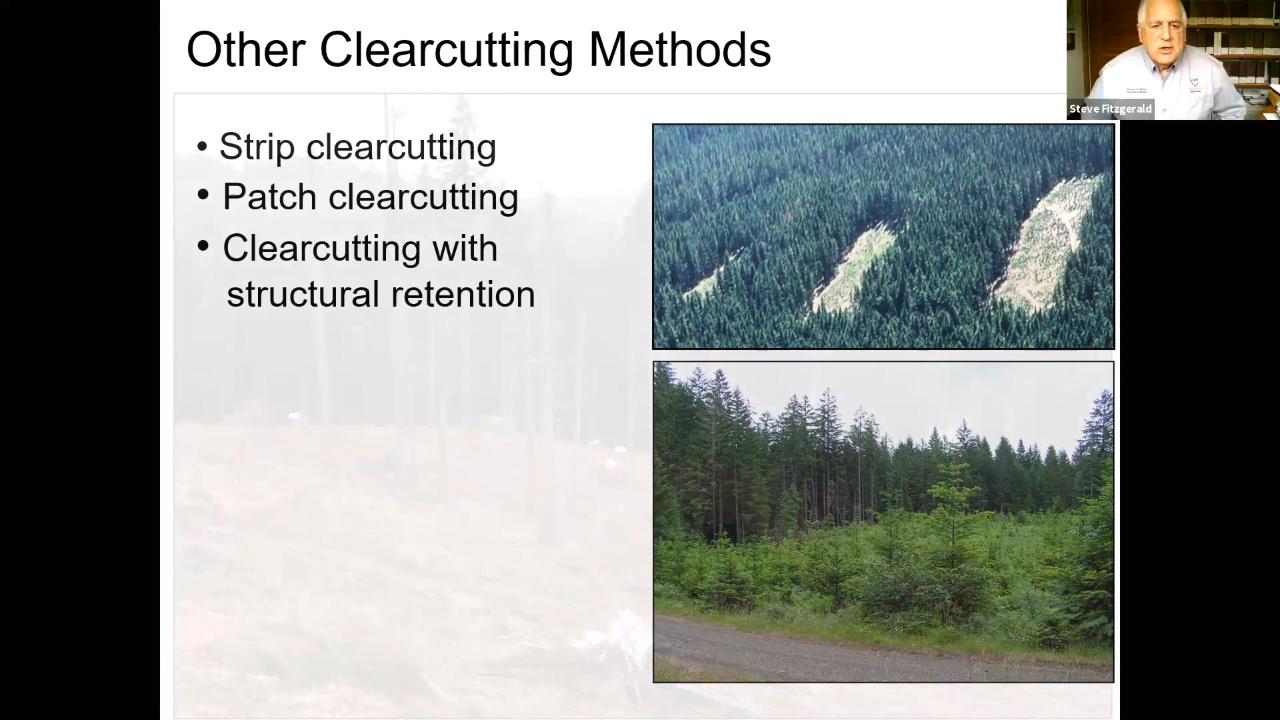 Other Clearcutting Methods
Steve Fitzgerald
• Strip clearcutting
• Patch clearcutting
• Clearcutting with
structural retention